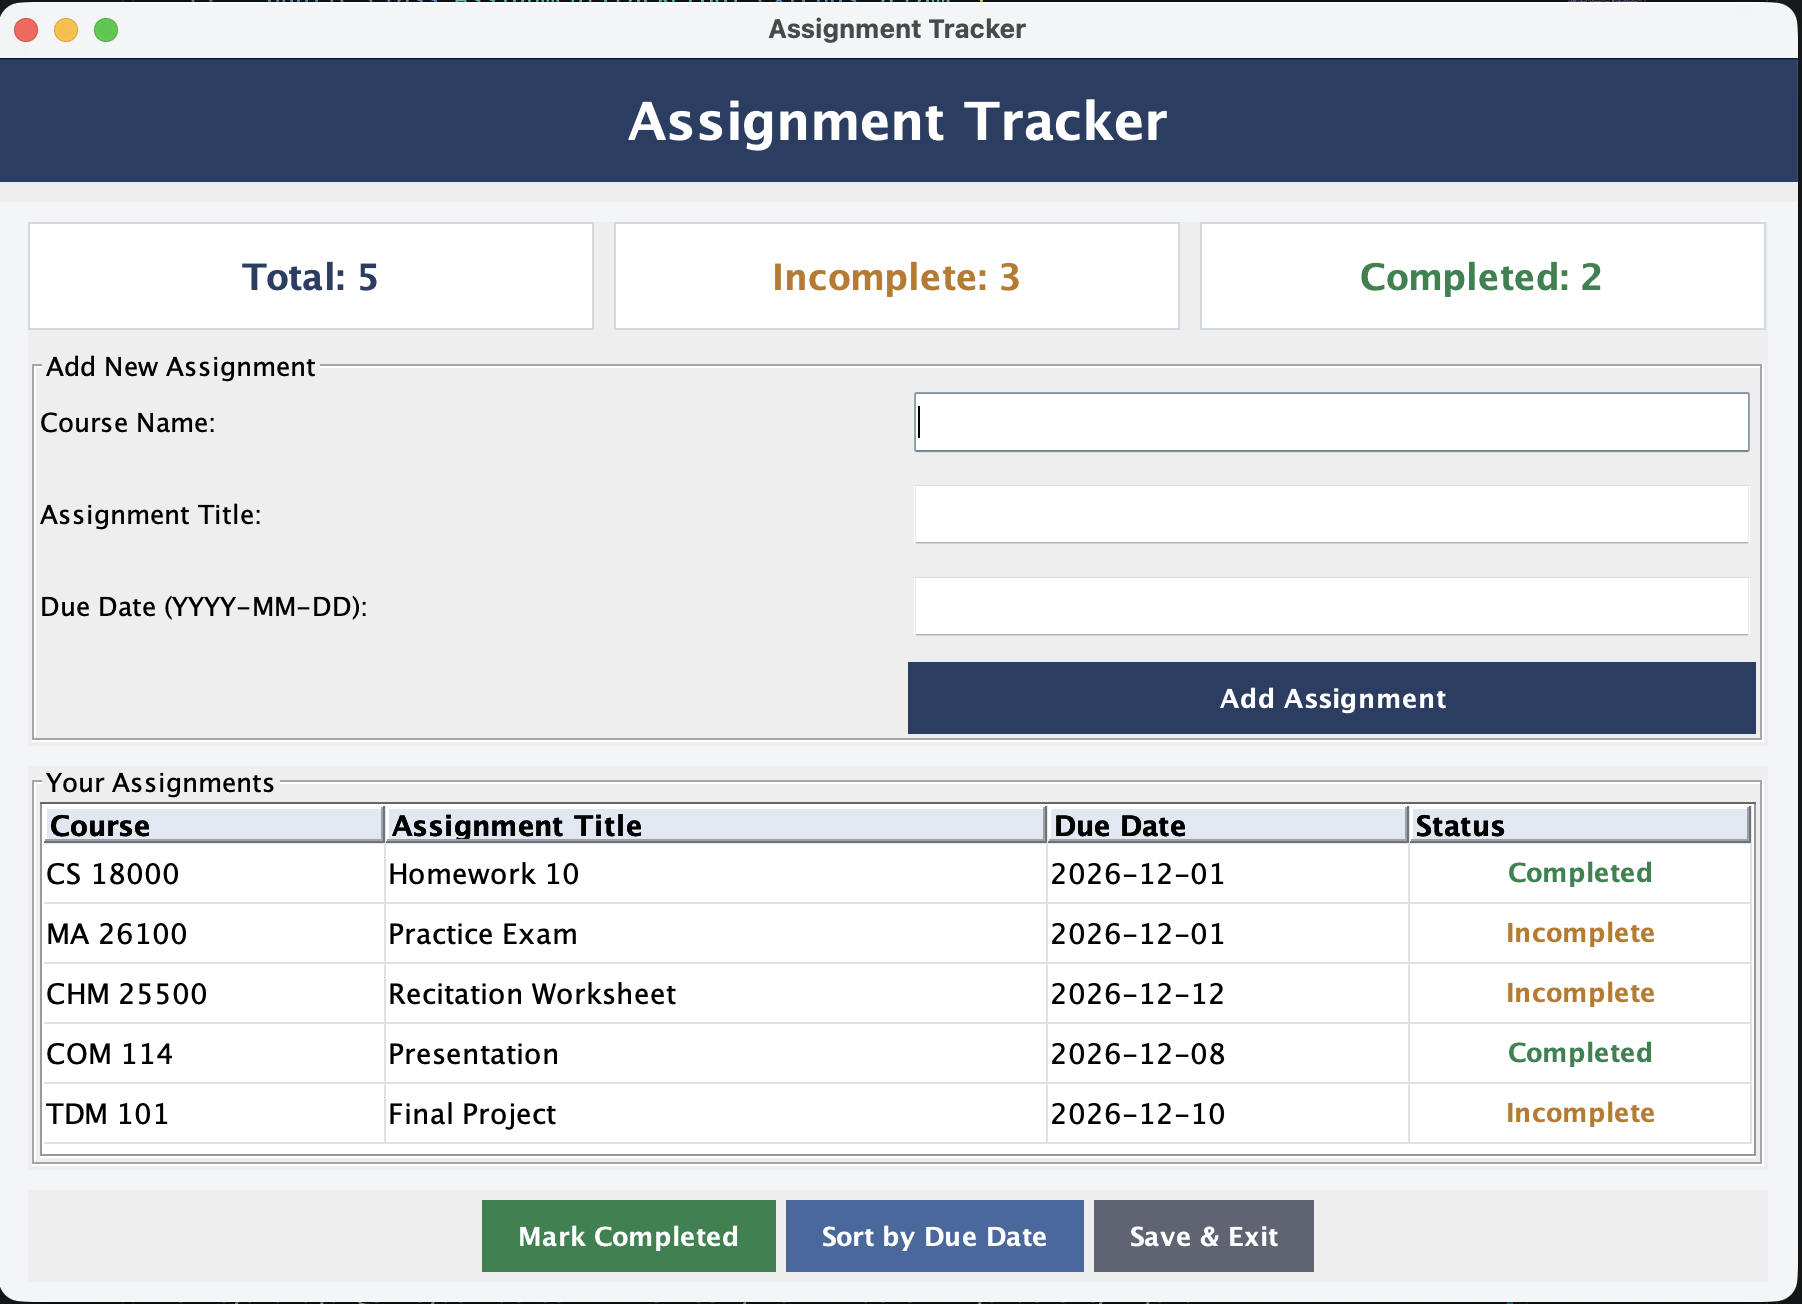 Assignment Tracker
Assignment Tracker
Total: 5
Incomplete: 3
Completed: 2
Add New Assignment
Course Name:
Assignment Title:
Due Date (YYYY-MM-DD):
Add Assignment
Your Assignments
Course Assignment Title Due Date Status
CS 18000 Homework 10 2026-12-01 Completed
MA 26100 Practice Exam 2026-12-01 Incomplete
CHM 25500 Recitation Worksheet 2026-12-12 Incomplete
COM 114 Presentation 2026-12-08 Completed
TDM 101 Final Project 2026-12-10 Incomplete
Mark Completed
Sort by Due Date
Save & Exit